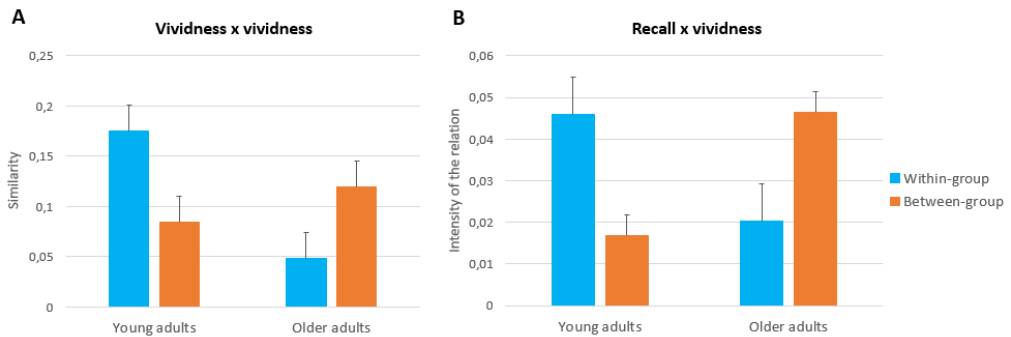 A
Vividness x vividness
0,25
0,2
0,15
0,1
0,05
0
Similarity
Young adults
Older adults
B
Recall x vividness
0,06
0,05
0,04
0,03
0,02
0,01
0
Intensity of the relation
Young adults
Older adults
Within-group
Between-group